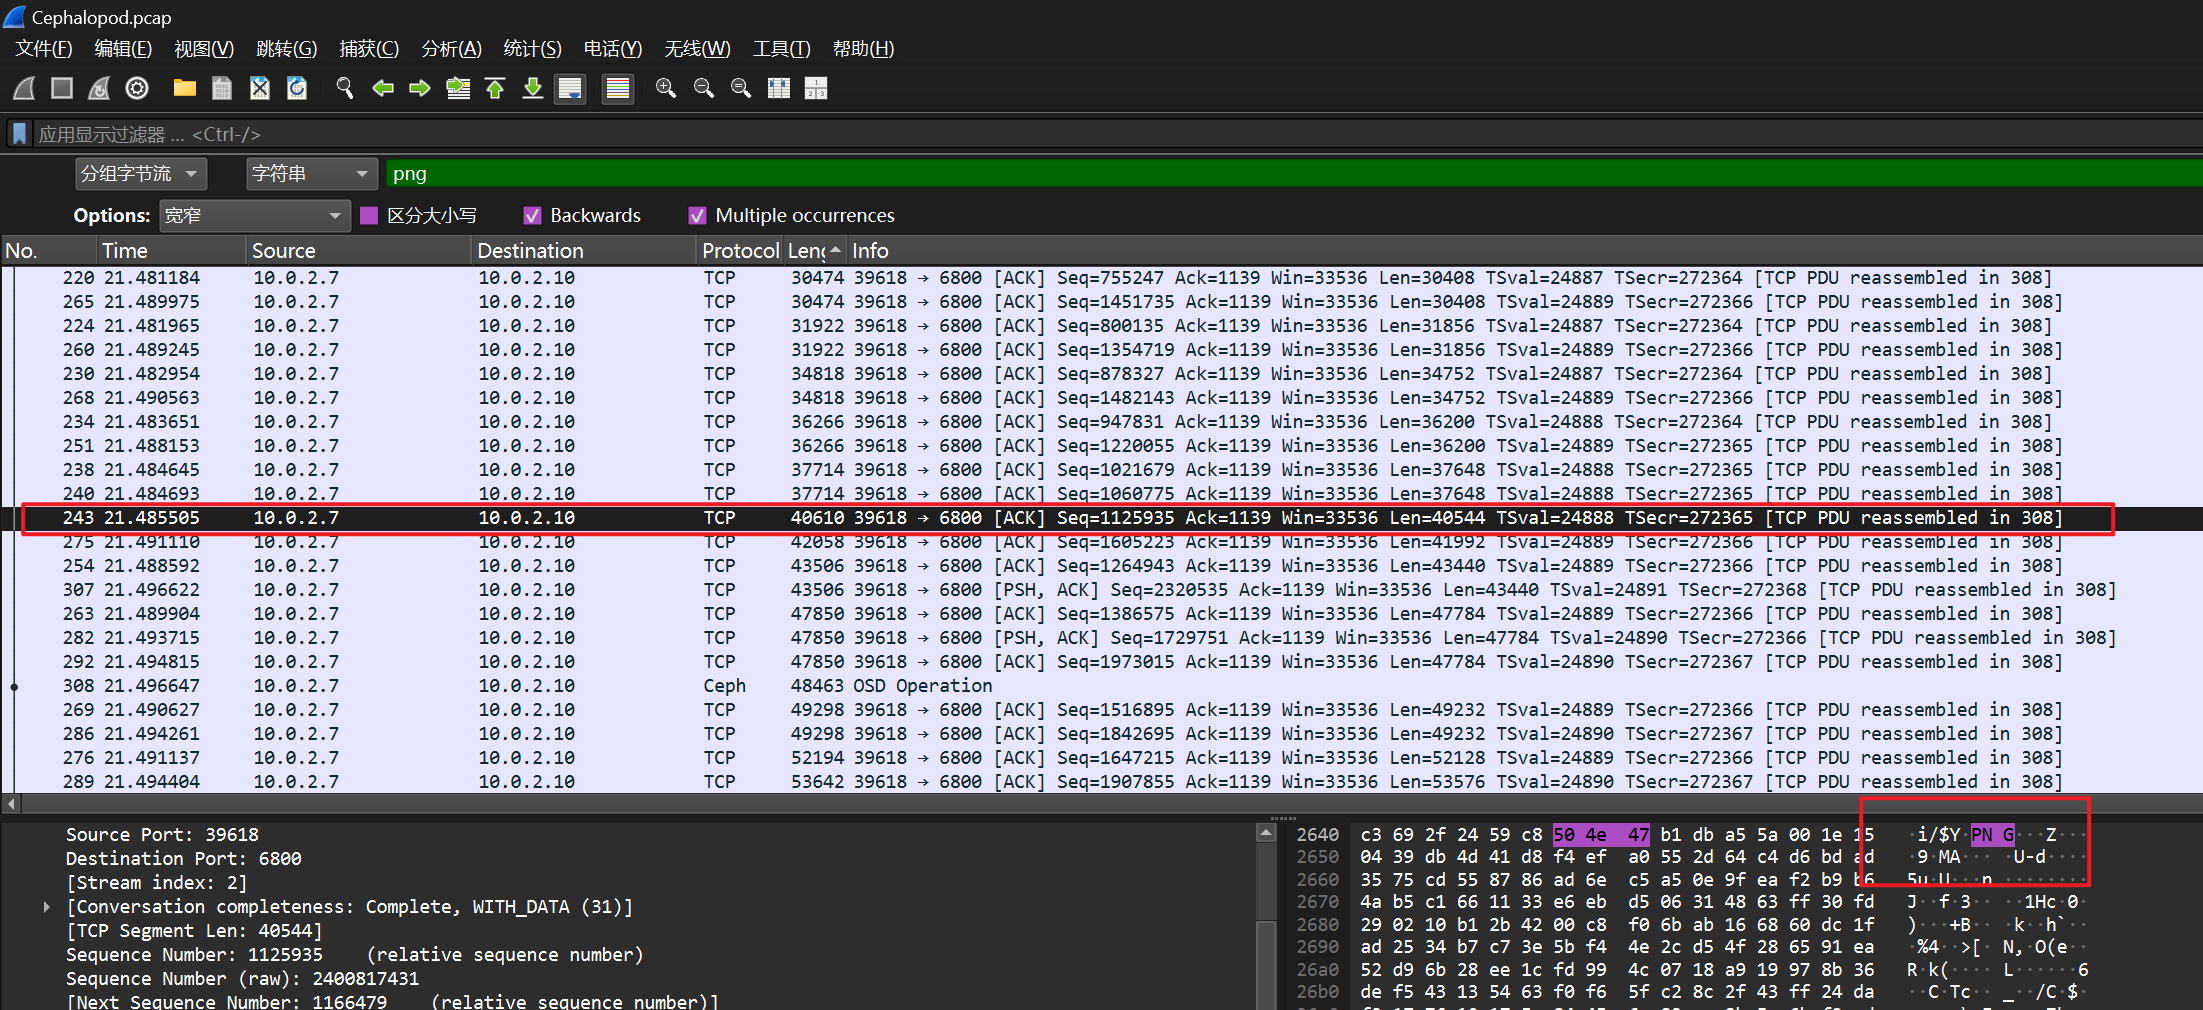 Cephalopod.pcap
文件(F) 编辑(E) 视图(V) 跳转(G) 捕获(C) 分析(A) 统计(S) 电话(Y) 无线(W) 工具(T) 帮助(H)
应用显示过滤器 … <Ctrl-/>
分组字节流 字符串 png
Options: 宽窄 区分大小写 Backwards Multiple occurrences
No. Time Source Destination Protocol Leng Info
220 21.481184 10.0.2.7 10.0.2.10 TCP 30474 39618 → 6800 [ACK] Seq=755247 Ack=1139 Win=33536 Len=30408 TSval=24887 TSecr=272364 [TCP PDU reassembled in 308]
265 21.489975 10.0.2.7 10.0.2.10 TCP 30474 39618 → 6800 [ACK] Seq=1451735 Ack=1139 Win=33536 Len=30408 TSval=24889 TSecr=272366 [TCP PDU reassembled in 308]
224 21.481965 10.0.2.7 10.0.2.10 TCP 31922 39618 → 6800 [ACK] Seq=800135 Ack=1139 Win=33536 Len=31856 TSval=24887 TSecr=272364 [TCP PDU reassembled in 308]
260 21.489245 10.0.2.7 10.0.2.10 TCP 31922 39618 → 6800 [ACK] Seq=1354719 Ack=1139 Win=33536 Len=31856 TSval=24889 TSecr=272366 [TCP PDU reassembled in 308]
230 21.482954 10.0.2.7 10.0.2.10 TCP 34818 39618 → 6800 [ACK] Seq=878327 Ack=1139 Win=33536 Len=34752 TSval=24887 TSecr=272364 [TCP PDU reassembled in 308]
268 21.490563 10.0.2.7 10.0.2.10 TCP 34818 39618 → 6800 [ACK] Seq=1482143 Ack=1139 Win=33536 Len=34752 TSval=24889 TSecr=272366 [TCP PDU reassembled in 308]
234 21.483651 10.0.2.7 10.0.2.10 TCP 36266 39618 → 6800 [ACK] Seq=947831 Ack=1139 Win=33536 Len=36200 TSval=24888 TSecr=272364 [TCP PDU reassembled in 308]
251 21.488153 10.0.2.7 10.0.2.10 TCP 36266 39618 → 6800 [ACK] Seq=1220055 Ack=1139 Win=33536 Len=36200 TSval=24889 TSecr=272365 [TCP PDU reassembled in 308]
238 21.484645 10.0.2.7 10.0.2.10 TCP 37714 39618 → 6800 [ACK] Seq=1021679 Ack=1139 Win=33536 Len=37648 TSval=24888 TSecr=272365 [TCP PDU reassembled in 308]
240 21.484693 10.0.2.7 10.0.2.10 TCP 37714 39618 → 6800 [ACK] Seq=1060775 Ack=1139 Win=33536 Len=37648 TSval=24888 TSecr=272365 [TCP PDU reassembled in 308]
243 21.485505 10.0.2.7 10.0.2.10 TCP 40610 39618 → 6800 [ACK] Seq=1125935 Ack=1139 Win=33536 Len=40544 TSval=24888 TSecr=272365 [TCP PDU reassembled in 308]
275 21.491110 10.0.2.7 10.0.2.10 TCP 42058 39618 → 6800 [ACK] Seq=1605223 Ack=1139 Win=33536 Len=41992 TSval=24889 TSecr=272366 [TCP PDU reassembled in 308]
254 21.488592 10.0.2.7 10.0.2.10 TCP 43506 39618 → 6800 [ACK] Seq=1264943 Ack=1139 Win=33536 Len=43440 TSval=24889 TSecr=272366 [TCP PDU reassembled in 308]
307 21.496622 10.0.2.7 10.0.2.10 TCP 43506 39618 → 6800 [PSH, ACK] Seq=2320535 Ack=1139 Win=33536 Len=43440 TSval=24891 TSecr=272368 [TCP PDU reassembled in 308]
263 21.489904 10.0.2.7 10.0.2.10 TCP 47850 39618 → 6800 [ACK] Seq=1386575 Ack=1139 Win=33536 Len=47784 TSval=24889 TSecr=272366 [TCP PDU reassembled in 308]
282 21.493715 10.0.2.7 10.0.2.10 TCP 47850 39618 → 6800 [PSH, ACK] Seq=1729751 Ack=1139 Win=33536 Len=47784 TSval=24890 TSecr=272366 [TCP PDU reassembled in 308]
292 21.494815 10.0.2.7 10.0.2.10 TCP 47850 39618 → 6800 [ACK] Seq=1973015 Ack=1139 Win=33536 Len=47784 TSval=24890 TSecr=272367 [TCP PDU reassembled in 308]
308 21.496647 10.0.2.7 10.0.2.10 Ceph 48463 OSD Operation
269 21.490627 10.0.2.7 10.0.2.10 TCP 49298 39618 → 6800 [ACK] Seq=1516895 Ack=1139 Win=33536 Len=49232 TSval=24889 TSecr=272366 [TCP PDU reassembled in 308]
286 21.494261 10.0.2.7 10.0.2.10 TCP 49298 39618 → 6800 [ACK] Seq=1842695 Ack=1139 Win=33536 Len=49232 TSval=24890 TSecr=272367 [TCP PDU reassembled in 308]
276 21.491137 10.0.2.7 10.0.2.10 TCP 52194 39618 → 6800 [ACK] Seq=1647215 Ack=1139 Win=33536 Len=52128 TSval=24889 TSecr=272366 [TCP PDU reassembled in 308]
289 21.494404 10.0.2.7 10.0.2.10 TCP 53642 39618 → 6800 [ACK] Seq=1907855 Ack=1139 Win=33536 Len=53576 TSval=24890 TSecr=272367 [TCP PDU reassembled in 308]
Source Port: 39618
Destination Port: 6800
[Stream index: 2]
[Conversation completeness: Complete, WITH_DATA (31)]
[TCP Segment Len: 40544]
Sequence Number: 1125935 (relative sequence number)
Sequence Number (raw): 2400817431
[Next Sequence Number: 1166479 (relative sequence number)]
2640 c3 69 2f 24 59 c8 50 4e 47 b1 db a5 5a 00 1e 15 ·i/$Y·PN G···Z···
2650 04 39 db 4d 41 d8 f4 ef a0 55 2d 64 c4 d6 bd ad ·9·MA··· ·U-d····
2660 35 75 cd 55 87 86 ad 6e c5 a5 0e 9f ea f2 b9 b6 5u·U···n ········
2670 4a b5 c1 66 11 33 e6 eb d5 06 31 48 63 ff 30 fd J··f·3·· ··1Hc·0·
2680 29 02 10 b1 2b 42 00 c8 f0 6b ab 16 68 60 dc 1f )···+B·· ·k··h`··
2690 ad 25 34 b7 c7 3e 5b f4 4e 2c d5 4f 28 65 91 ea ·%4··>[· N,·O(e··
26a0 52 d9 6b 28 ee 1c fd 99 4c 07 18 a9 19 97 8b 36 R·k(···· L······6
26b0 de f5 43 13 54 63 f0 f6 5f c2 8c 2f 43 ff 24 da ··C·Tc·· _··/C·$·